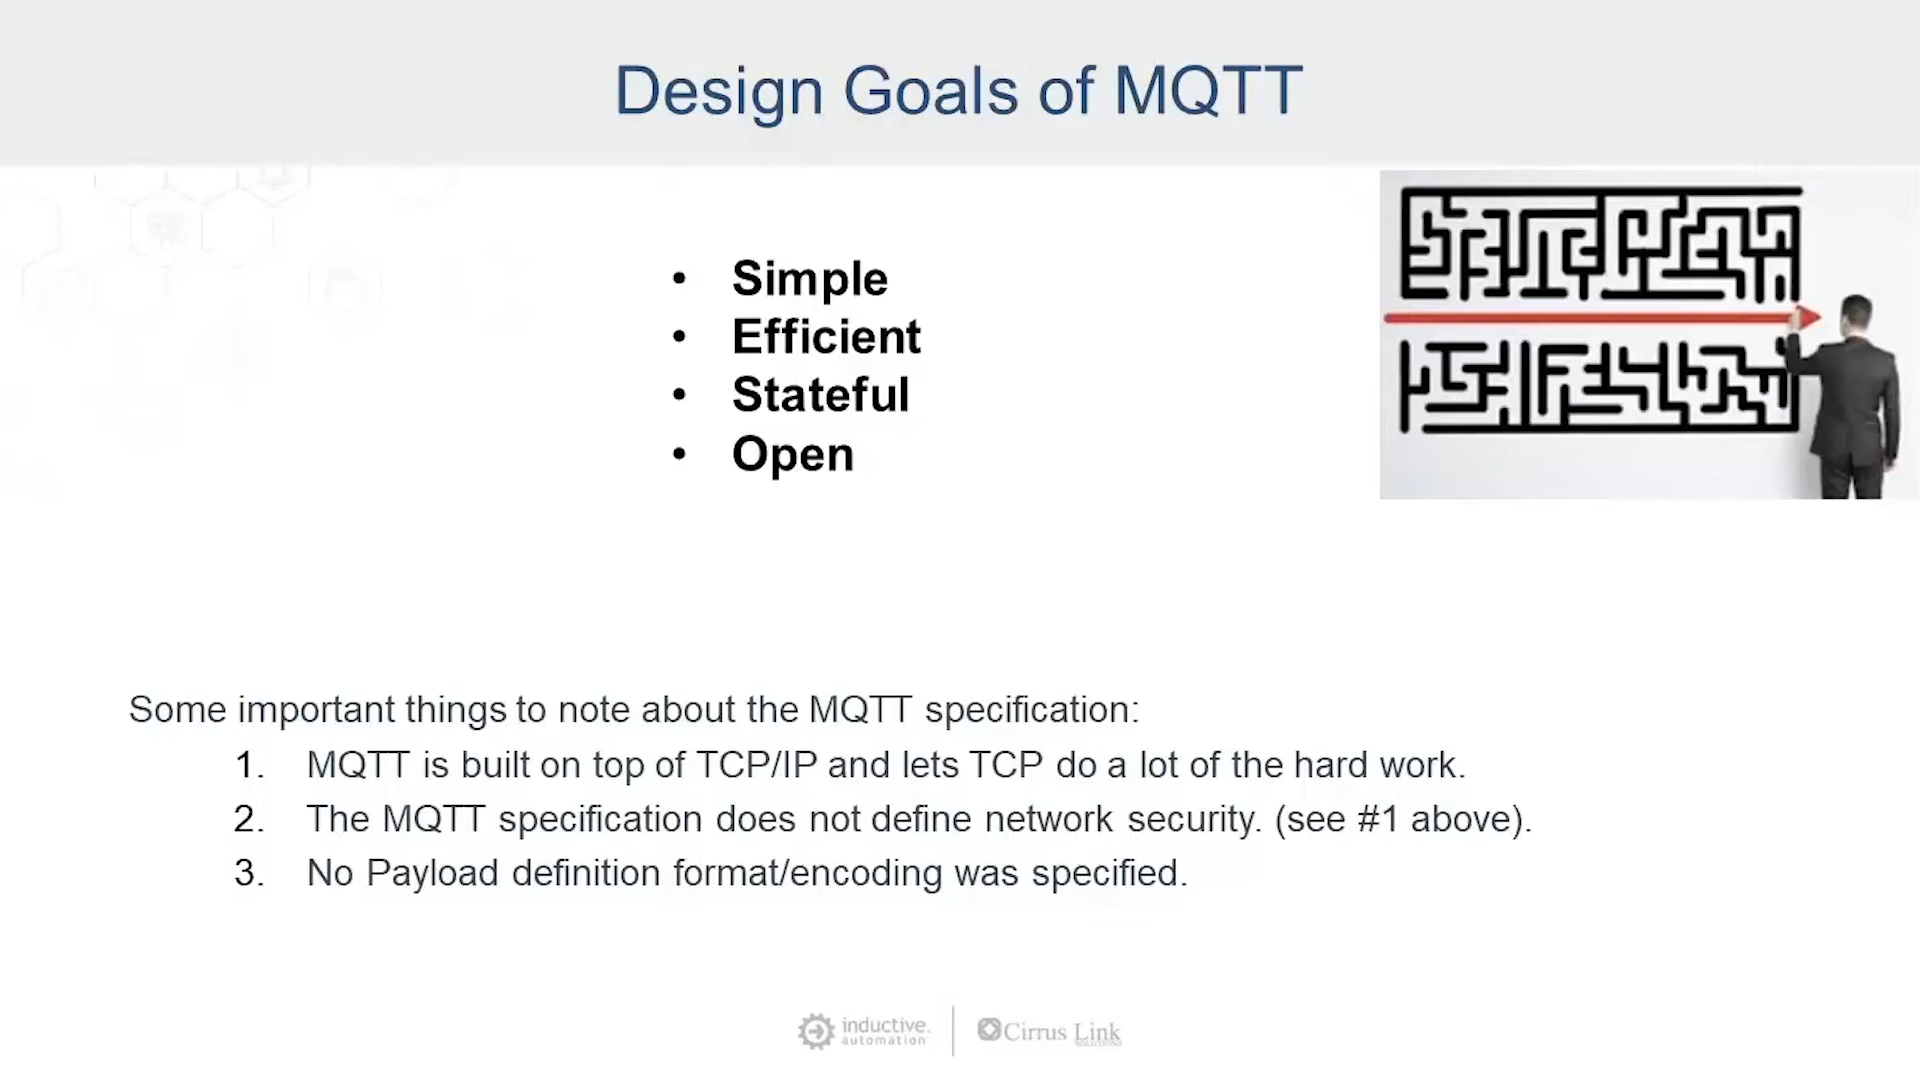 Design Goals of MQTT
• Simple
• Efficient
• Stateful
• Open
Some important things to note about the MQTT specification:
1. MQTT is built on top of TCP/IP and lets TCP do a lot of the hard work.
2. The MQTT specification does not define network security. (see #1 above).
3. No Payload definition format/encoding was specified.
inductive.
automation
Cirrus Link
SOLUTIONS